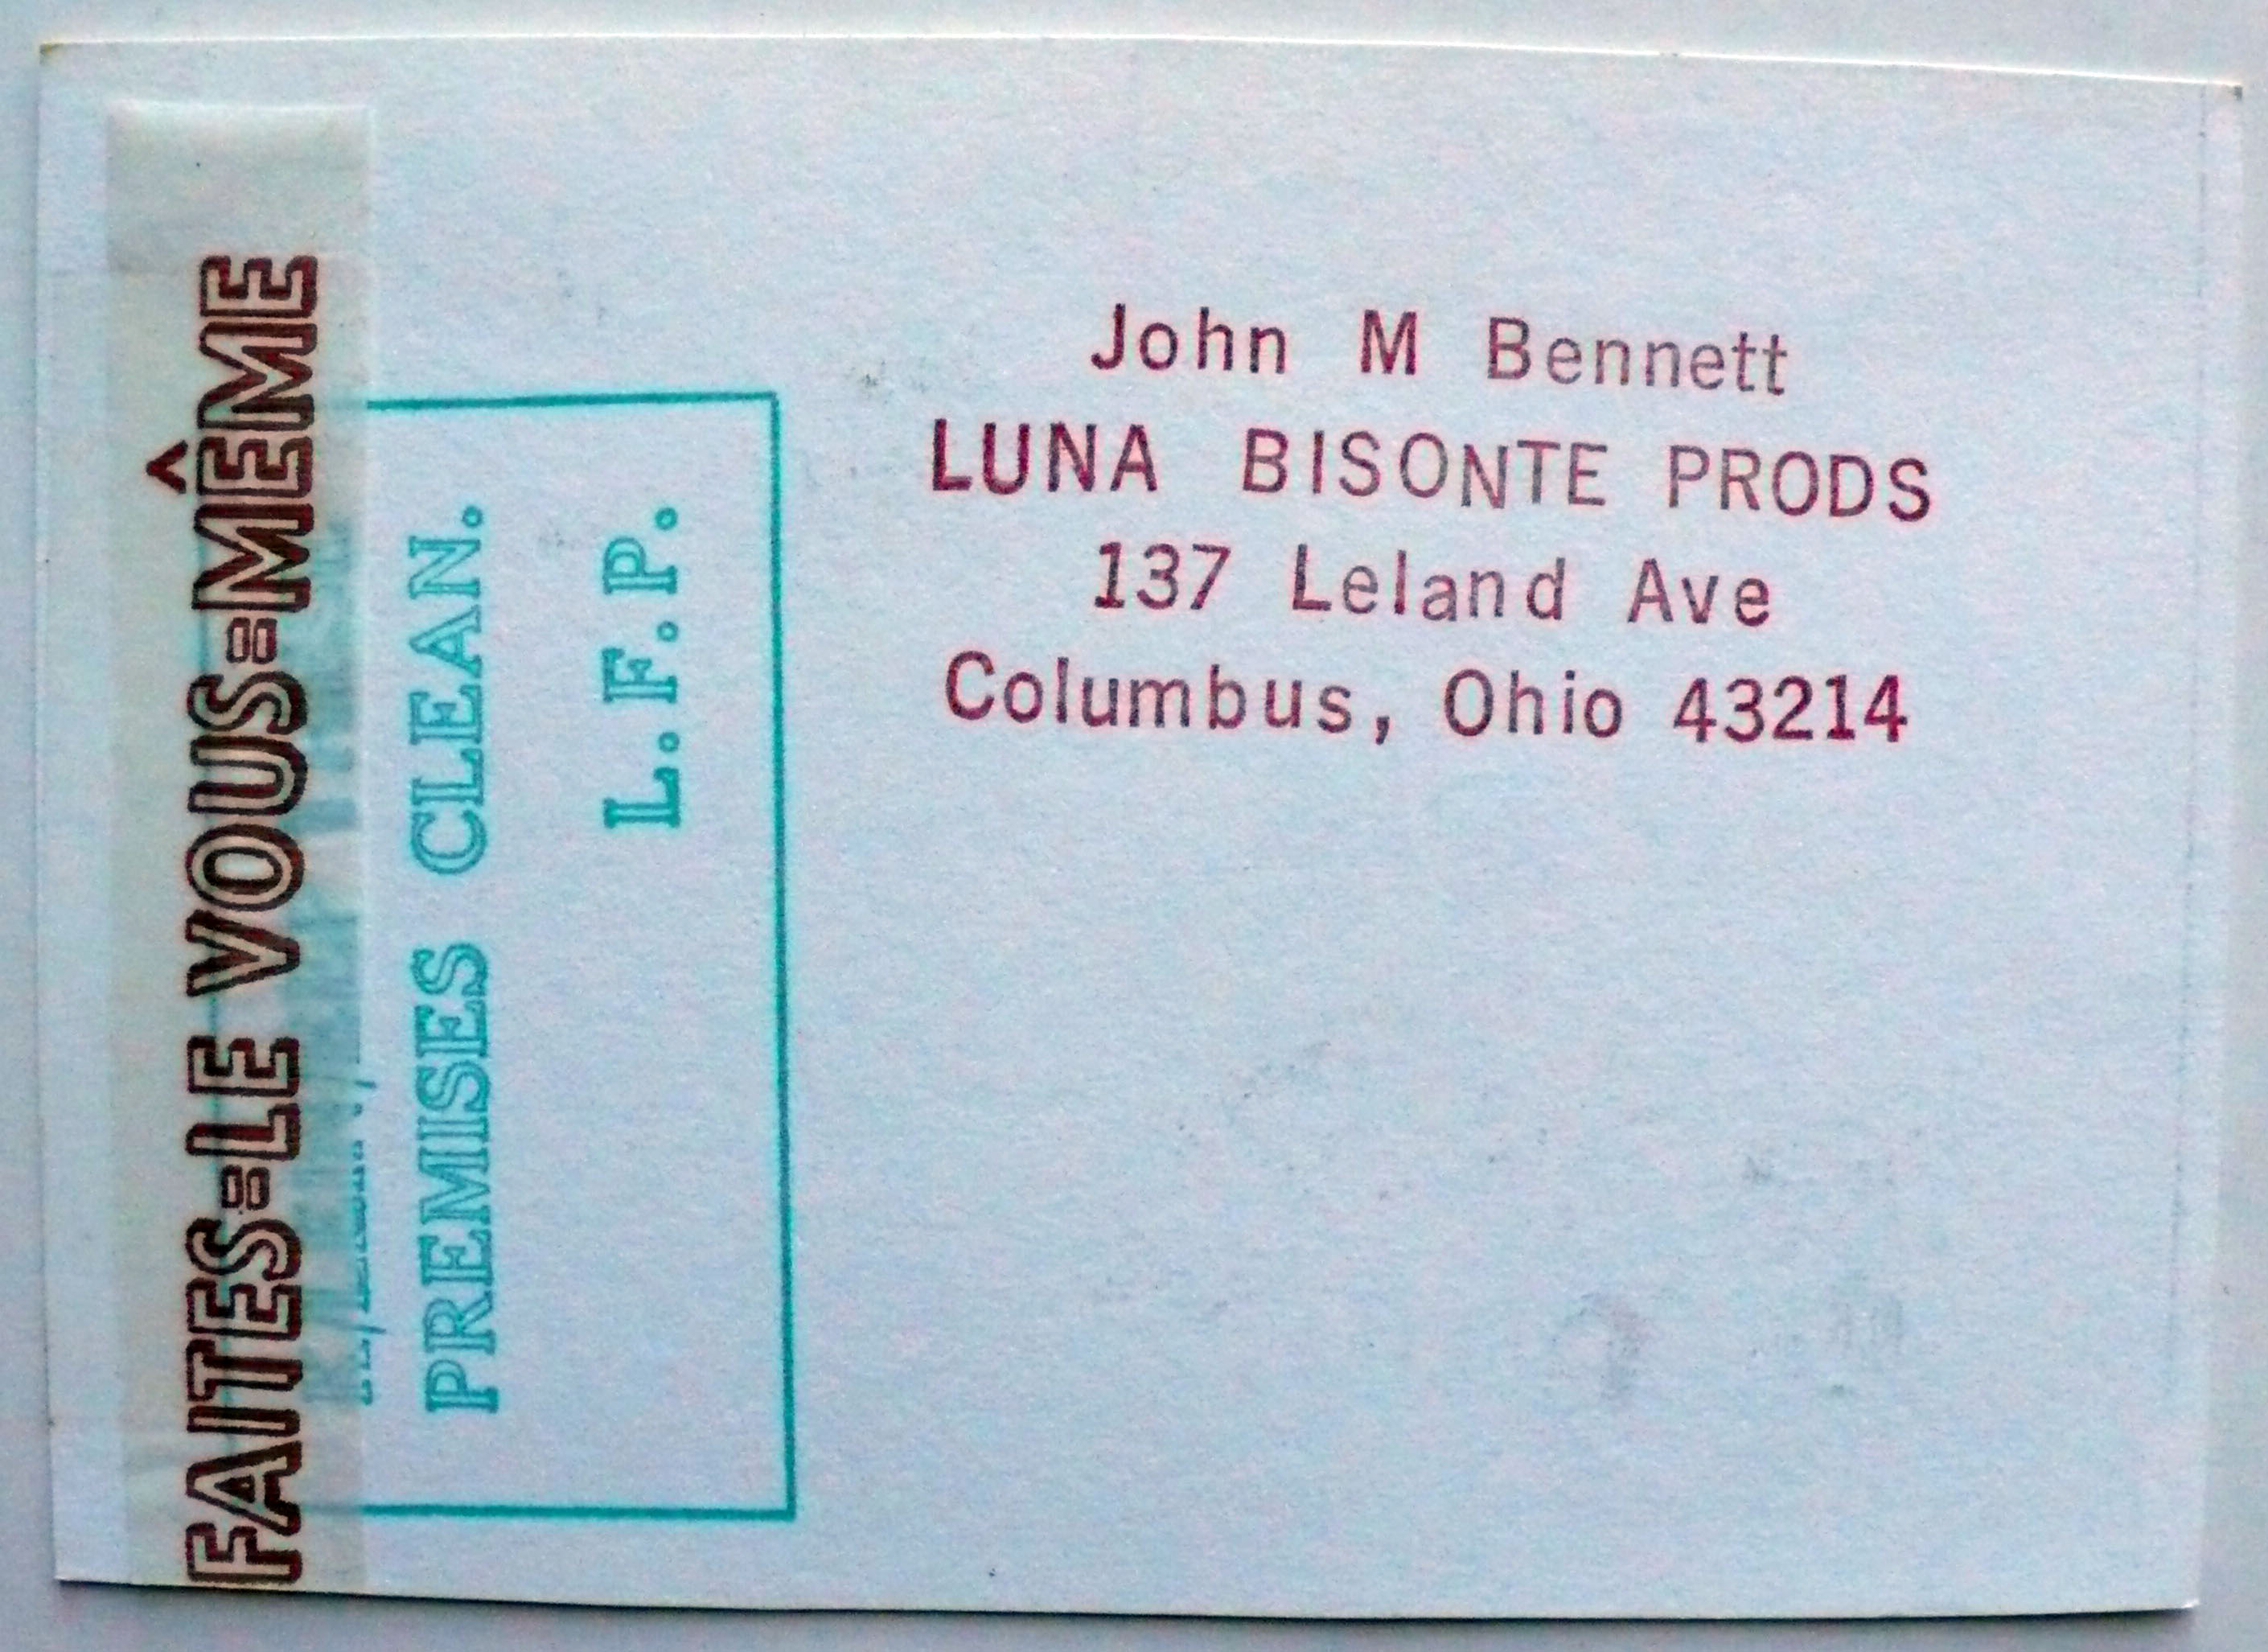 FAITES-LE VOUS-MÊME
PREMISES CLEAN.
L. F. P.
John M Bennett
LUNA BISONTE PRODS
137 Leland Ave
Columbus, Ohio 43214